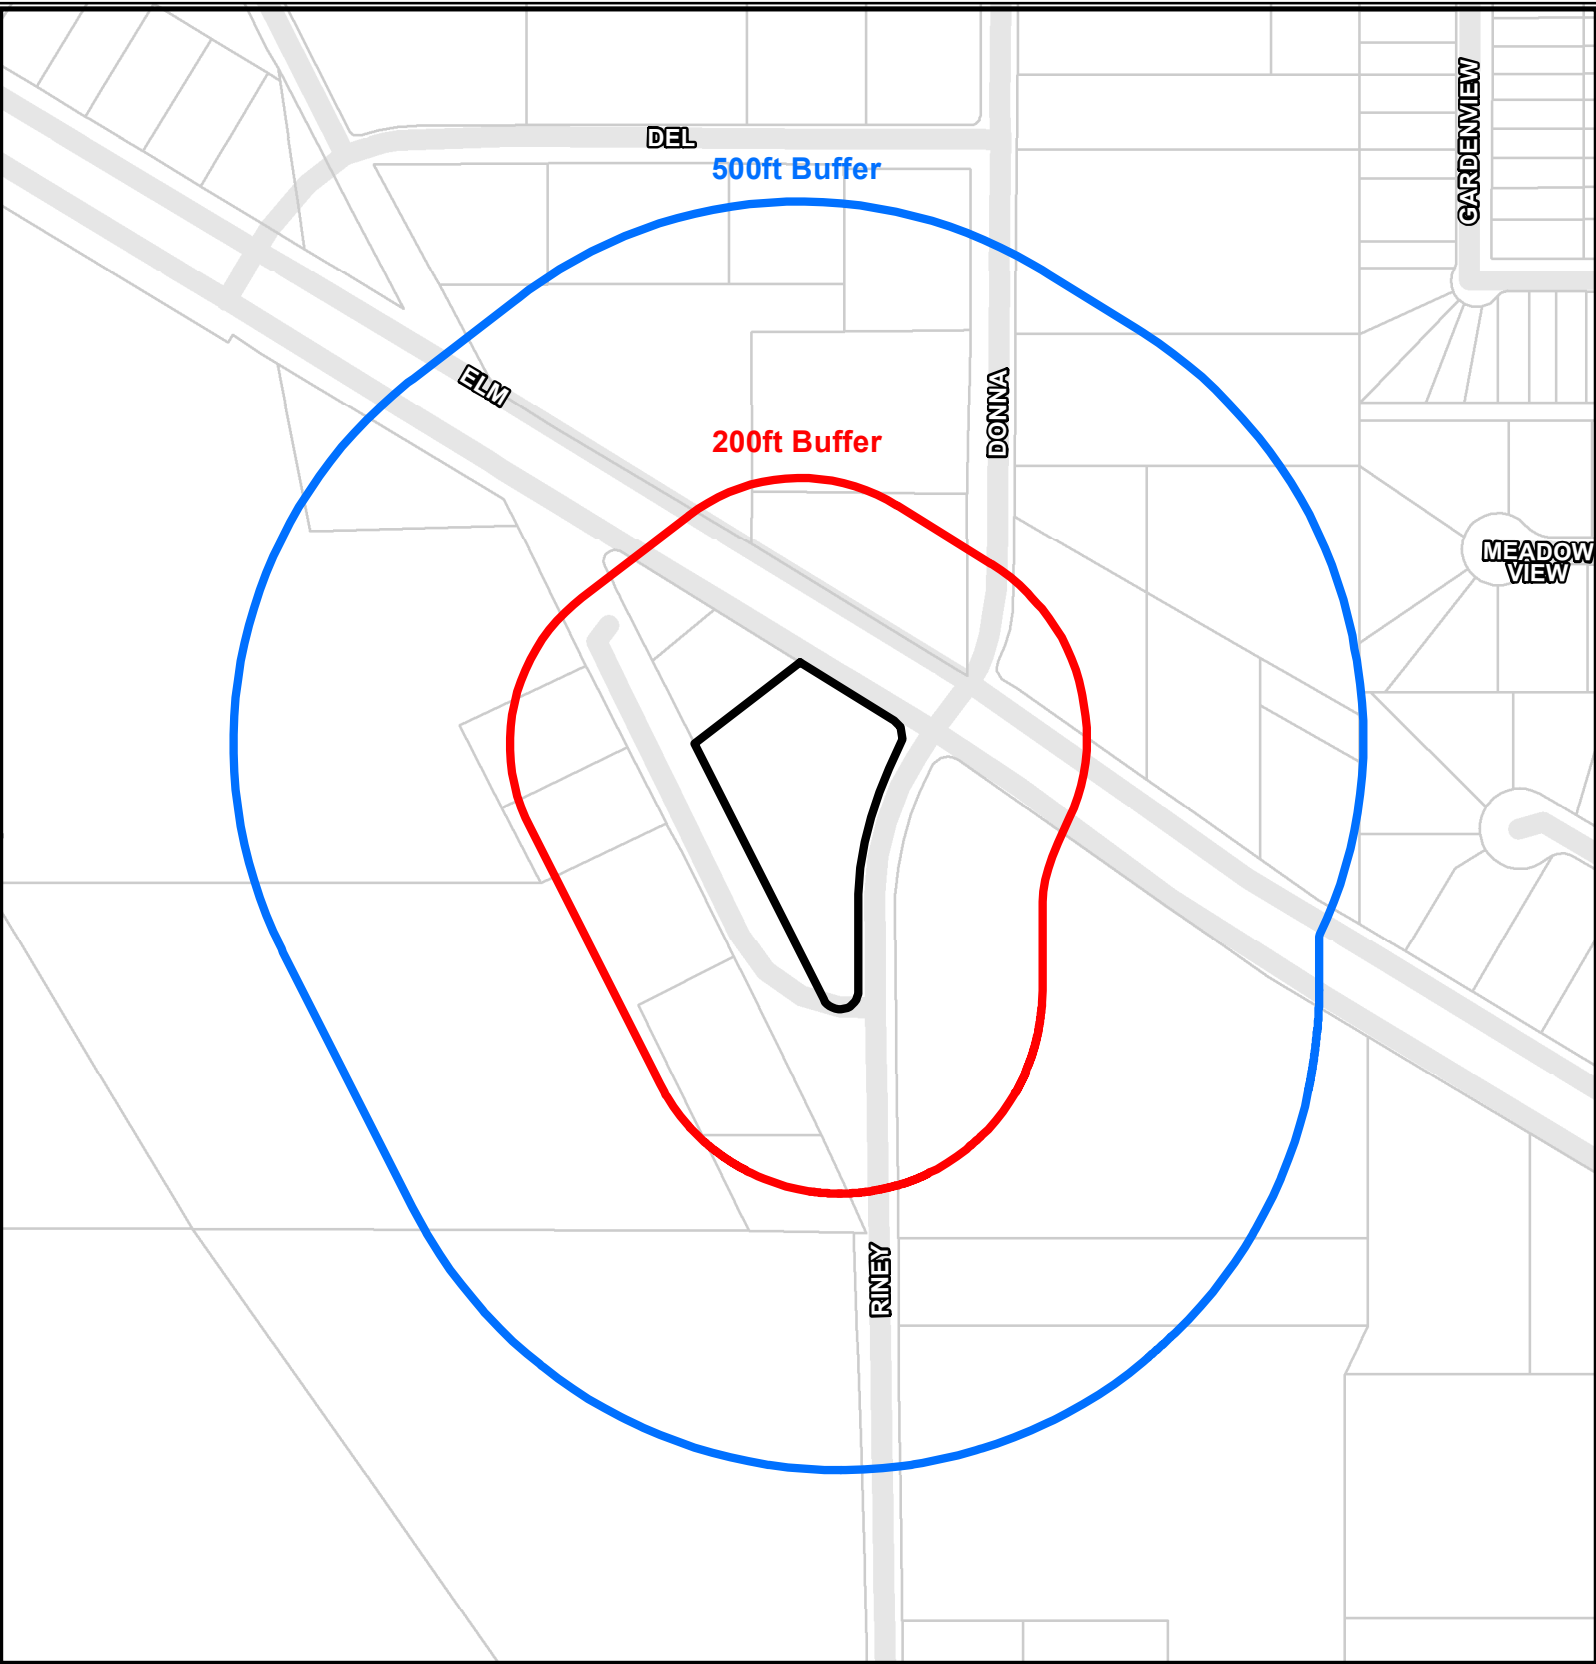 DEL
500ft Buffer
GARDENVIEW
ELM
DONNA
200ft Buffer
MEADOW
VIEW
RINEY